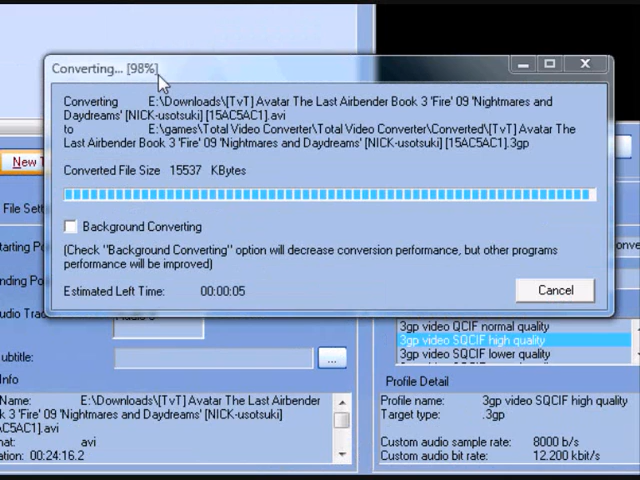 Converting... [98%]
Converting E:\Downloads\[TvT] Avatar The Last Airbender Book 3 'Fire' 09 'Nightmares and
Daydreams' [NICK-usotsuki] [15AC5AC1].avi
to E:\games\Total Video Converter\Total Video Converter\Converted\[TvT] Avatar The
Last Airbender Book 3 'Fire' 09 'Nightmares and Daydreams' [NICK-usotsuki] [15AC5AC1].3gp
Converted File Size 15537 KBytes
Background Converting
(Check "Background Converting" option will decrease conversion performance, but other programs
performance will be improved)
Estimated Left Time: 00:00:05
Cancel
New T
File Sett
tarting Po
nding Po
udio Trac
ubtitle:
...
Info
Name: E:\Downloads\[TvT] Avatar The Last Airbender
k 3 'Fire' 09 'Nightmares and Daydreams' [NICK-usotsuki]
C5AC1].avi
mat: avi
ation: 00:24:16.2
onve
3gp video QCIF normal quality
3gp video SQCIF high quality
3gp video SQCIF lower quality
Profile Detail
Profile name: 3gp video SQCIF high quality
Target type: .3gp
Custom audio sample rate: 8000 b/s
Custom audio bit rate: 12.200 kbit/s